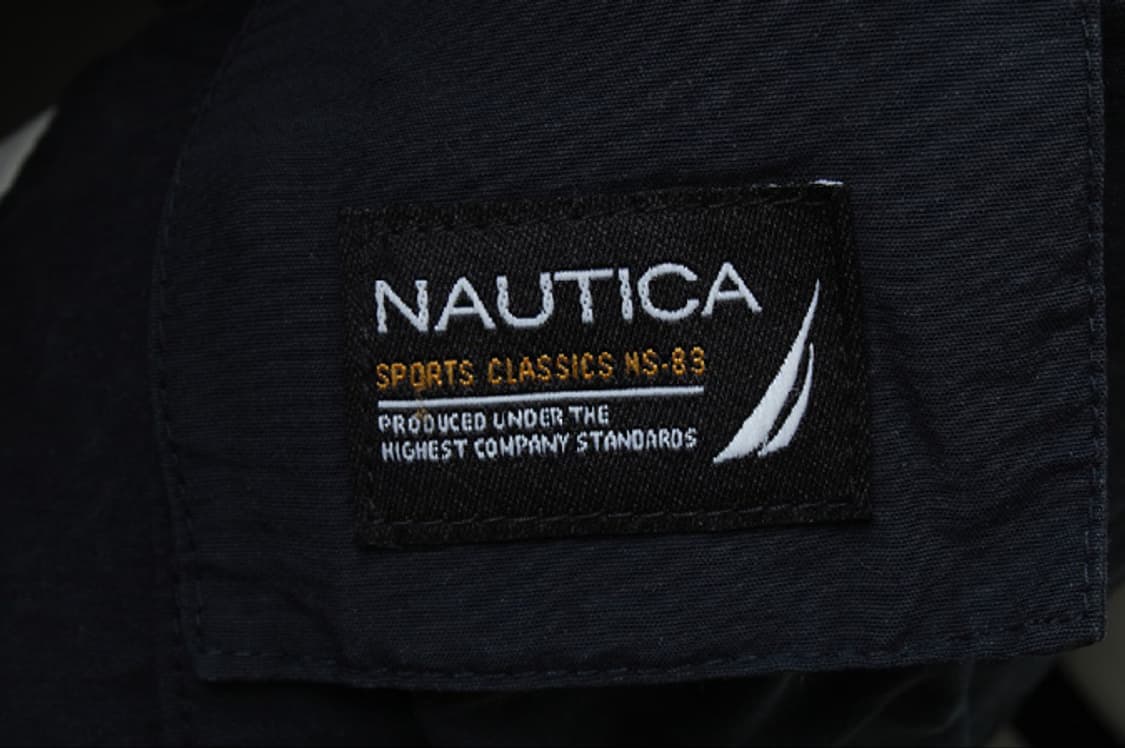 NAUTICA
SPORTS CLASSICS NS-83
PRODUCED UNDER THE
HIGHEST COMPANY STANDARDS